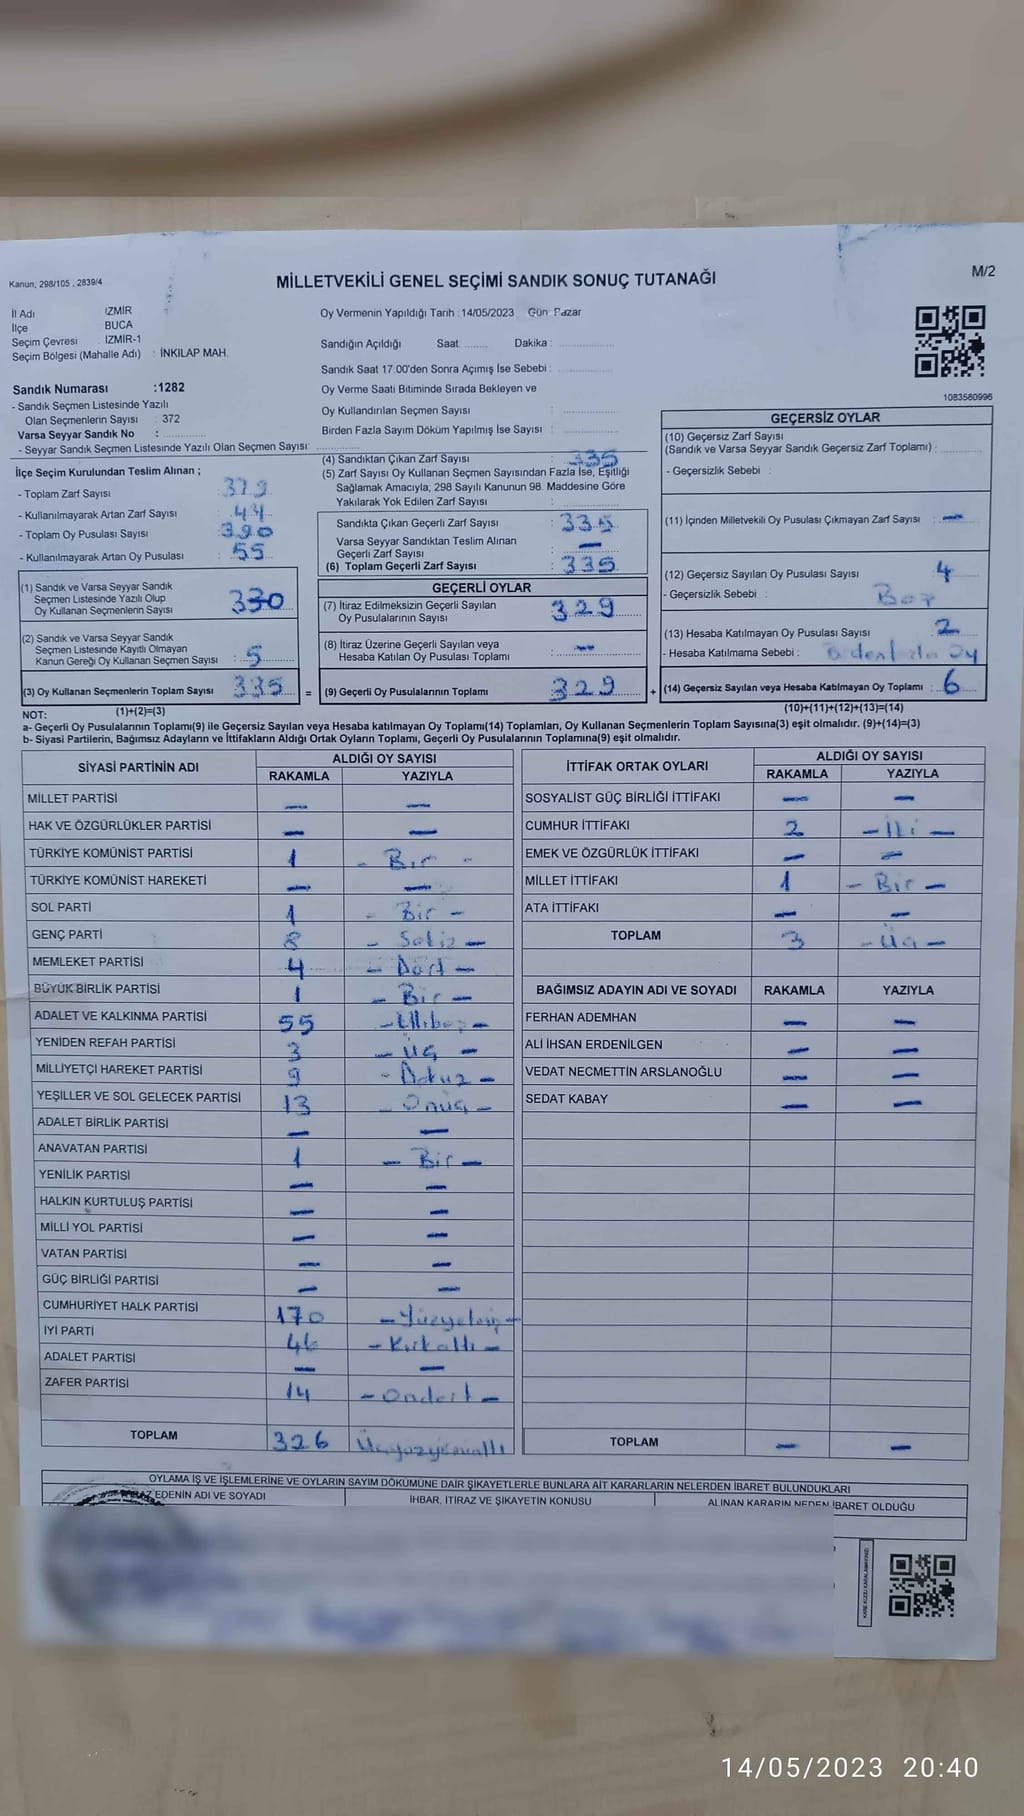 Kanun, 298/105 , 2839/4
MİLLETVEKİLİ GENEL SEÇİMİ SANDIK SONUÇ TUTANAĞI
M/2
İl Adı : İZMİR
İlçe : BUCA
Seçim Çevresi : İZMİR-1
Seçim Bölgesi (Mahalle Adı) : İNKILAP MAH.
Sandık Numarası :1282
- Sandık Seçmen Listesinde Yazılı
Olan Seçmenlerin Sayısı : 372
Varsa Seyyar Sandık No :
- Seyyar Sandık Seçmen Listesinde Yazılı Olan Seçmen Sayısı:
Oy Vermenin Yapıldığı Tarih : 14/05/2023 Gün: Pazar
Sandığın Açıldığı Saat: Dakika:
Sandık Saat 17.00'den Sonra Açımış İse Sebebi :
Oy Verme Saati Bitiminde Sırada Bekleyen ve
Oy Kullandırılan Seçmen Sayısı :
Birden Fazla Sayım Döküm Yapılmış İse Sayısı :
1083580996
İlçe Seçim Kurulundan Teslim Alınan ;
- Toplam Zarf Sayısı : 379
- Kullanılmayarak Artan Zarf Sayısı : 44
- Toplam Oy Pusulası Sayısı : 390
- Kullanılmayarak Artan Oy Pusulası : 55
(1) Sandık ve Varsa Seyyar Sandık
Seçmen Listesinde Yazılı Olup
Oy Kullanan Seçmenlerin Sayısı : 330
(2) Sandık ve Varsa Seyyar Sandık
Seçmen Listesinde Kayıtlı Olmayan
Kanun Gereği Oy Kullanan Seçmen Sayısı : 5
(3) Oy Kullanan Seçmenlerin Toplam Sayısı : 335 =
(1)+(2)=(3)
(4) Sandıktan Çıkan Zarf Sayısı : 335
(5) Zarf Sayısı Oy Kullanan Seçmen Sayısından Fazla İse, Eşitliği
Sağlamak Amacıyla, 298 Sayılı Kanunun 98. Maddesine Göre
Yakılarak Yok Edilen Zarf Sayısı :
Sandıkta Çıkan Geçerli Zarf Sayısı : 335
Varsa Seyyar Sandıktan Teslim Alınan
Geçerli Zarf Sayısı : —
(6) Toplam Geçerli Zarf Sayısı : 335
GEÇERLİ OYLAR
(7) İtiraz Edilmeksizin Geçerli Sayılan
Oy Pusulalarının Sayısı : 329
(8) İtiraz Üzerine Geçerli Sayılan veya
Hesaba Katılan Oy Pusulası Toplamı : —
(9) Geçerli Oy Pusulalarının Toplamı : 329 +
GEÇERSİZ OYLAR
(10) Geçersiz Zarf Sayısı
(Sandık ve Varsa Seyyar Sandık Geçersiz Zarf Toplamı) :
- Geçersizlik Sebebi :
(11) İçinden Milletvekili Oy Pusulası Çıkmayan Zarf Sayısı : —
(12) Geçersiz Sayılan Oy Pusulası Sayısı : 4
- Geçersizlik Sebebi : Boş
(13) Hesaba Katılmayan Oy Pusulası Sayısı : 2
- Hesaba Katılmama Sebebi : Birden fazla Oy
(14) Geçersiz Sayılan veya Hesaba Katılmayan Oy Toplamı : 6
(10)+(11)+(12)+(13)=(14)
NOT:
a- Geçerli Oy Pusulalarının Toplamı(9) ile Geçersiz Sayılan veya Hesaba katılmayan Oy Toplamı(14) Toplamları, Oy Kullanan Seçmenlerin Toplam Sayısına(3) eşit olmalıdır. (9)+(14)=(3)
b- Siyasi Partilerin, Bağımsız Adayların ve İttifakların Aldığı Ortak Oyların Toplamı, Geçerli Oy Pusulalarının Toplamına(9) eşit olmalıdır.
SİYASİ PARTİNİN ADI ALDIĞI OY SAYISI
RAKAMLA YAZIYLA
MİLLET PARTİSİ — —
HAK VE ÖZGÜRLÜKLER PARTİSİ — —
TÜRKİYE KOMÜNİST PARTİSİ 1 - Bir -
TÜRKİYE KOMÜNİST HAREKETİ — —
SOL PARTİ 1 - Bir -
GENÇ PARTİ 8 - Sekiz -
MEMLEKET PARTİSİ 4 - Dört -
BÜYÜK BİRLİK PARTİSİ 1 - Bir -
ADALET VE KALKINMA PARTİSİ 55 - Ellibeş -
YENİDEN REFAH PARTİSİ 3 - Üç -
MİLLİYETÇİ HAREKET PARTİSİ 9 - Dokuz -
YEŞİLLER VE SOL GELECEK PARTİSİ 13 - Onüç -
ADALET BİRLİK PARTİSİ — —
ANAVATAN PARTİSİ 1 - Bir -
YENİLİK PARTİSİ — —
HALKIN KURTULUŞ PARTİSİ — —
MİLLİ YOL PARTİSİ — —
VATAN PARTİSİ — —
GÜÇ BİRLİĞİ PARTİSİ — —
CUMHURİYET HALK PARTİSİ 170 - Yüzyetmiş -
İYİ PARTİ 46 - Kırkaltı -
ADALET PARTİSİ — —
ZAFER PARTİSİ 14 - Ondört -
TOPLAM 326 Üçyüzyirmialtı
İTTİFAK ORTAK OYLARI ALDIĞI OY SAYISI
RAKAMLA YAZIYLA
SOSYALİST GÜÇ BİRLİĞİ İTTİFAKI — —
CUMHUR İTTİFAKI 2 - İki -
EMEK VE ÖZGÜRLÜK İTTİFAKI — —
MİLLET İTTİFAKI 1 - Bir -
ATA İTTİFAKI — —
TOPLAM 3 - Üç -
BAĞIMSIZ ADAYIN ADI VE SOYADI RAKAMLA YAZIYLA
FERHAN ADEMHAN — —
ALİ İHSAN ERDENİLGEN — —
VEDAT NECMETTİN ARSLANOĞLU — —
SEDAT KABAY — —
TOPLAM — —
OYLAMA İŞ VE İŞLEMLERİNE VE OYLARIN SAYIM DÖKÜMÜNE DAİR ŞİKAYETLERLE BUNLARA AİT KARARLARIN NELERDEN İBARET BULUNDUKLARI
EDENİN ADI VE SOYADI İHBAR, İTİRAZ VE ŞİKAYETİN KONUSU ALINAN KARARIN NEDEN İBARET OLDUĞU
14/05/2023 20:40